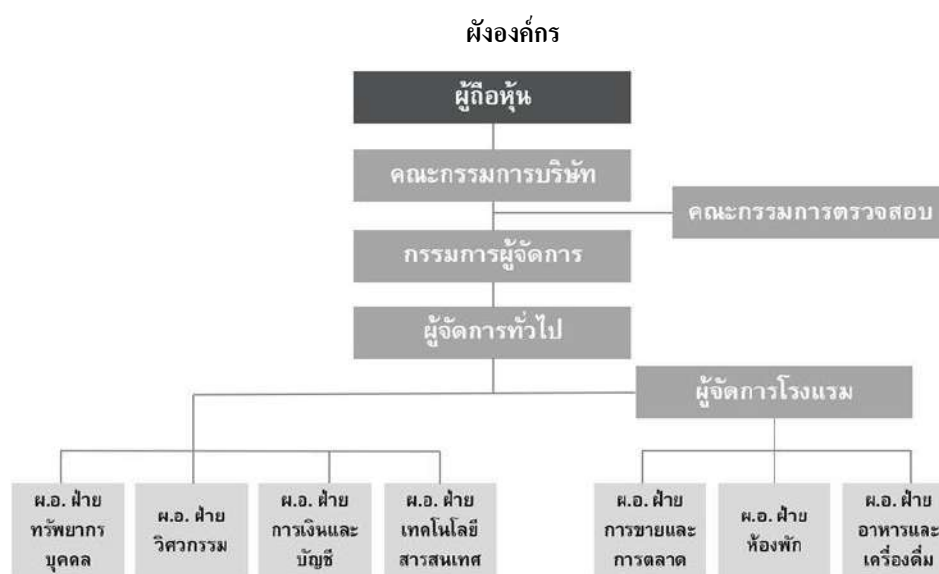 ผังองค์กร
ผู้ถือหุ้น
คณะกรรมการบริษัท
คณะกรรมการตรวจสอบ
กรรมการผู้จัดการ
ผู้จัดการทั่วไป
ผู้จัดการโรงแรม
ผ.อ. ฝ่าย
ทรัพยากร
บุคคล
ผ.อ. ฝ่าย
วิศวกรรม
ผ.อ. ฝ่าย
การเงินและ
บัญชี
ผ.อ. ฝ่าย
เทคโนโลยี
สารสนเทศ
ผ.อ. ฝ่าย
การขายและ
การตลาด
ผ.อ. ฝ่าย
ห้องพัก
ผ.อ. ฝ่าย
อาหารและ
เครื่องดื่ม